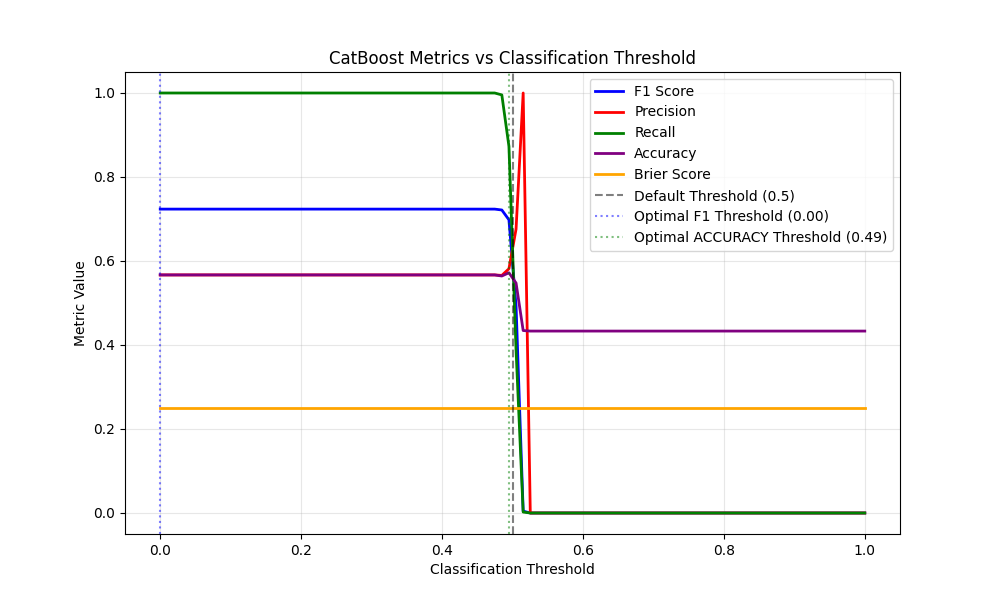 CatBoost Metrics vs Classification Threshold
F1 Score
Precision
Recall
Accuracy
Brier Score
Default Threshold (0.5)
Optimal F1 Threshold (0.00)
Optimal ACCURACY Threshold (0.49)
Metric Value
1.0
0.8
0.6
0.4
0.2
0.0
0.0 0.2 0.4 0.6 0.8 1.0
Classification Threshold